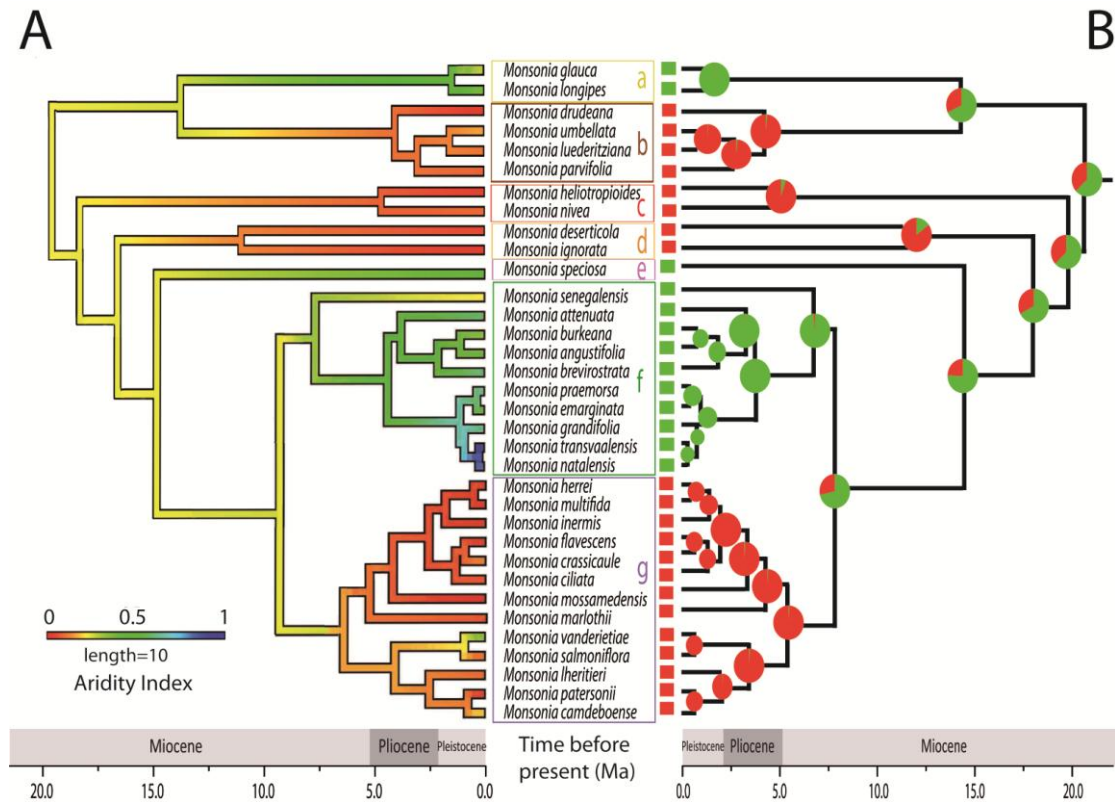 A
B
Monsonia glauca
a
Monsonia longipes
Monsonia drudeana
Monsonia umbellata
b
Monsonia luederitziana
Monsonia parvifolia
Monsonia heliotropioides
c
Monsonia nivea
Monsonia deserticola
d
Monsonia ignorata
Monsonia speciosa
e
Monsonia senegalensis
Monsonia attenuata
Monsonia burkeana
Monsonia angustifolia
Monsonia brevirostrata
f
Monsonia praemorsa
Monsonia emarginata
Monsonia grandifolia
Monsonia transvaalensis
Monsonia natalensis
Monsonia herrei
Monsonia multifida
Monsonia inermis
Monsonia flavescens
Monsonia crassicaule
g
Monsonia ciliata
Monsonia mossamedensis
Monsonia marlothii
Monsonia vanderietiae
Monsonia salmoniflora
Monsonia lheritieri
Monsonia patersonii
Monsonia camdeboense
0 0.5 1
length=10
Aridity Index
Miocene Pliocene Pleistocene
20.0 15.0 10.0 5.0 0.0
Time before
present (Ma)
Pleistocene Pliocene Miocene
0.0 5.0 10.0 15.0 20.0